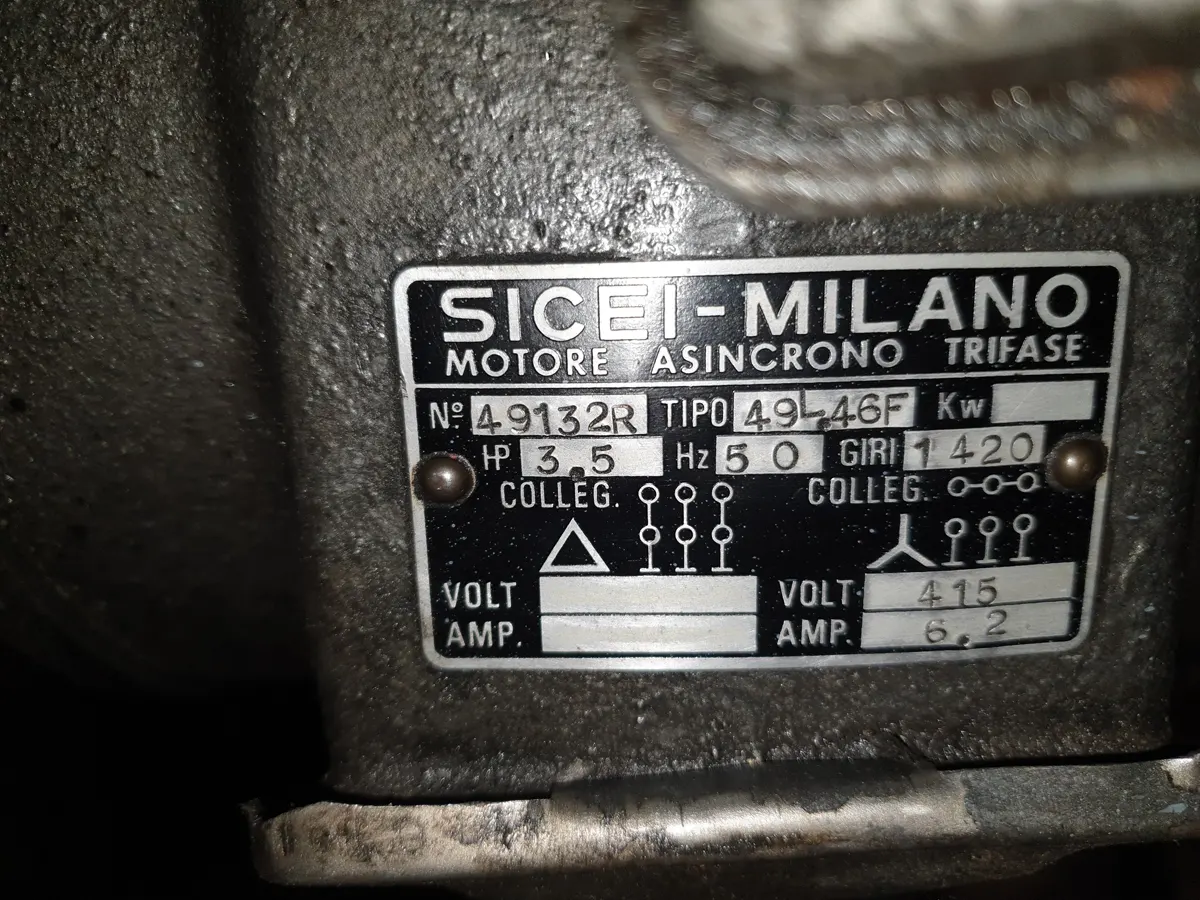 SICEI-MILANO
MOTORE ASINCRONO TRIFASE
Nº 49132R TIPO 49L46F Kw
HP 3.5 Hz 50 GIRI 1420
COLLEG. COLLEG.
VOLT VOLT 415
AMP. AMP. 6.2